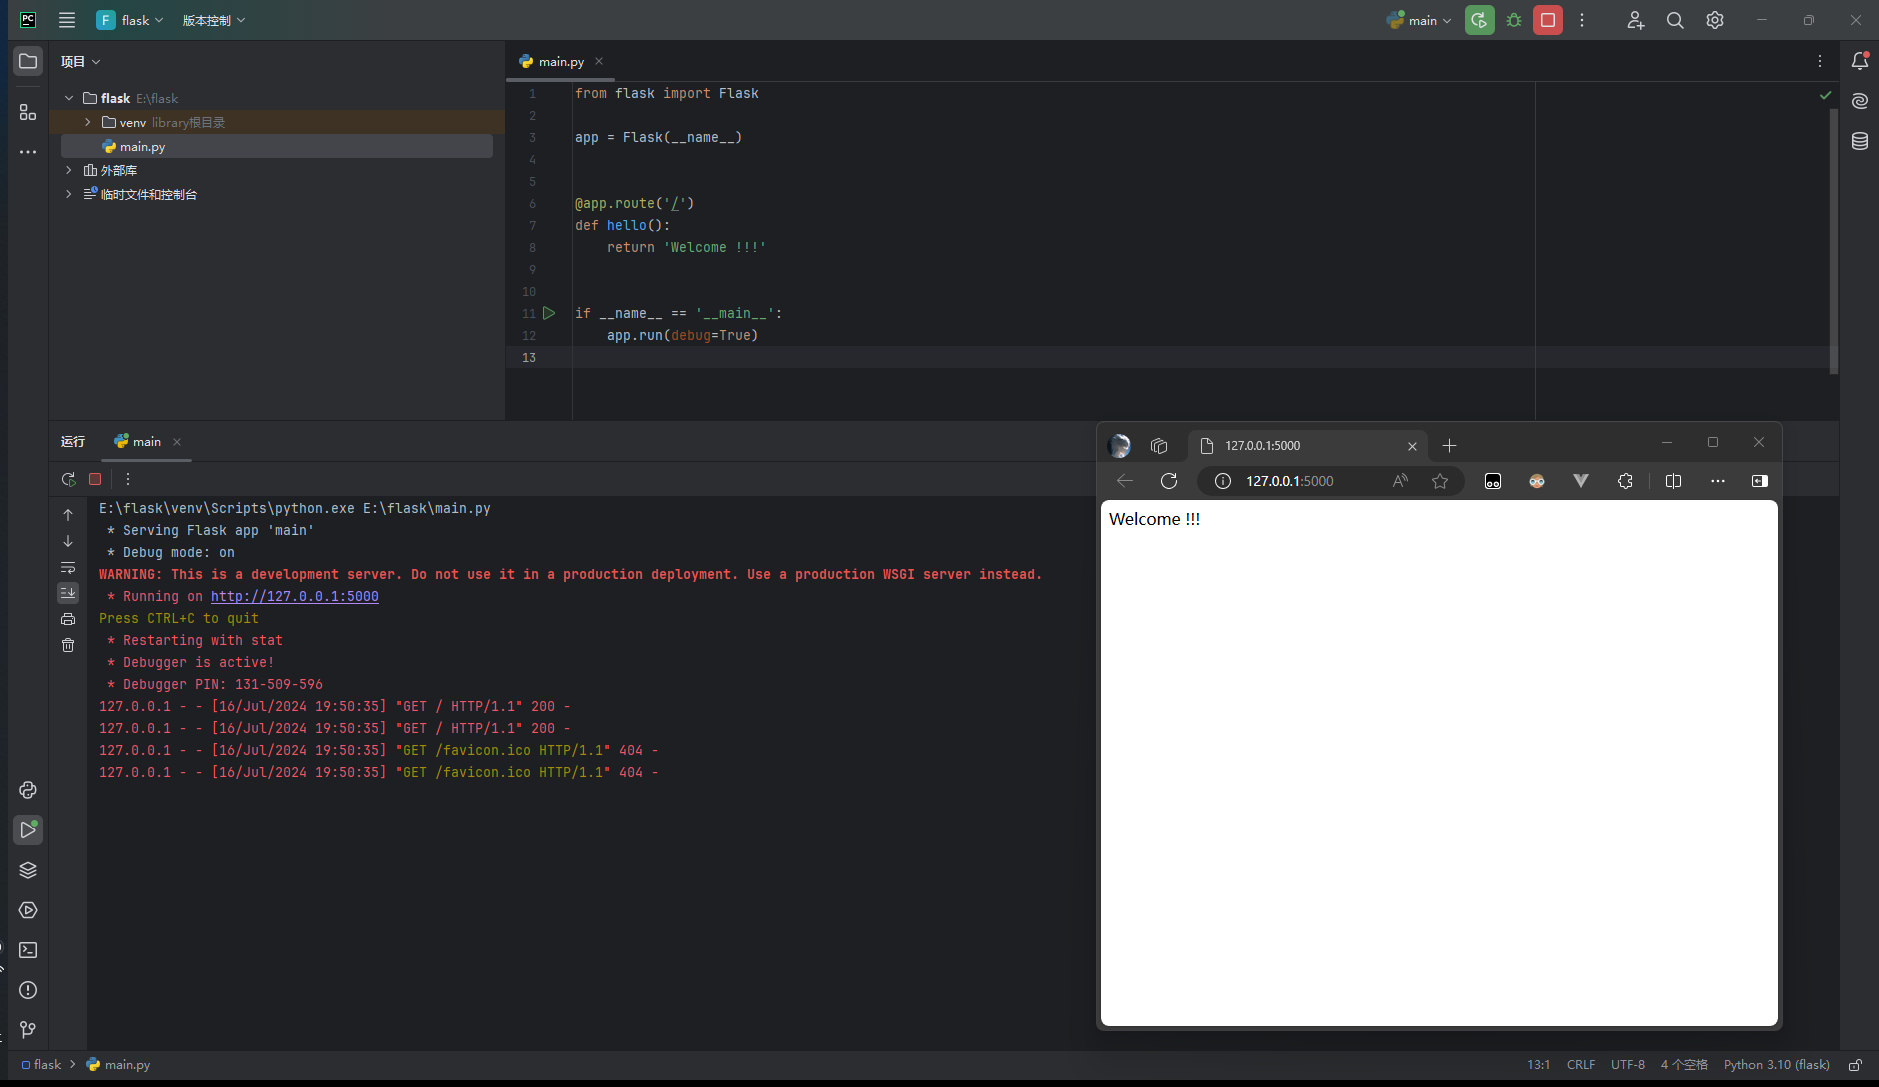 PC F flask 版本控制 main
项目
main.py
flask E:\flask
venv library根目录
main.py
外部库
临时文件和控制台
1 from flask import Flask
2
3 app = Flask(__name__)
4
5
6 @app.route('/')
7 def hello():
8 return 'Welcome !!!'
9
10
11 if __name__ == '__main__':
12 app.run(debug=True)
13
运行 main
E:\flask\venv\Scripts\python.exe E:\flask\main.py
* Serving Flask app 'main'
* Debug mode: on
WARNING: This is a development server. Do not use it in a production deployment. Use a production WSGI server instead.
* Running on http://127.0.0.1:5000
Press CTRL+C to quit
* Restarting with stat
* Debugger is active!
* Debugger PIN: 131-509-596
127.0.0.1 - - [16/Jul/2024 19:50:35] "GET / HTTP/1.1" 200 -
127.0.0.1 - - [16/Jul/2024 19:50:35] "GET / HTTP/1.1" 200 -
127.0.0.1 - - [16/Jul/2024 19:50:35] "GET /favicon.ico HTTP/1.1" 404 -
127.0.0.1 - - [16/Jul/2024 19:50:35] "GET /favicon.ico HTTP/1.1" 404 -
127.0.0.1:5000
127.0.0.1:5000
Welcome !!!
flask main.py
13:1 CRLF UTF-8 4 个空格 Python 3.10 (flask)